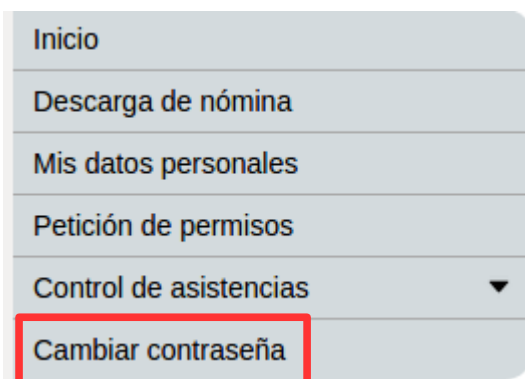 Inicio
Descarga de nómina
Mis datos personales
Petición de permisos
Control de asistencias
Cambiar contraseña